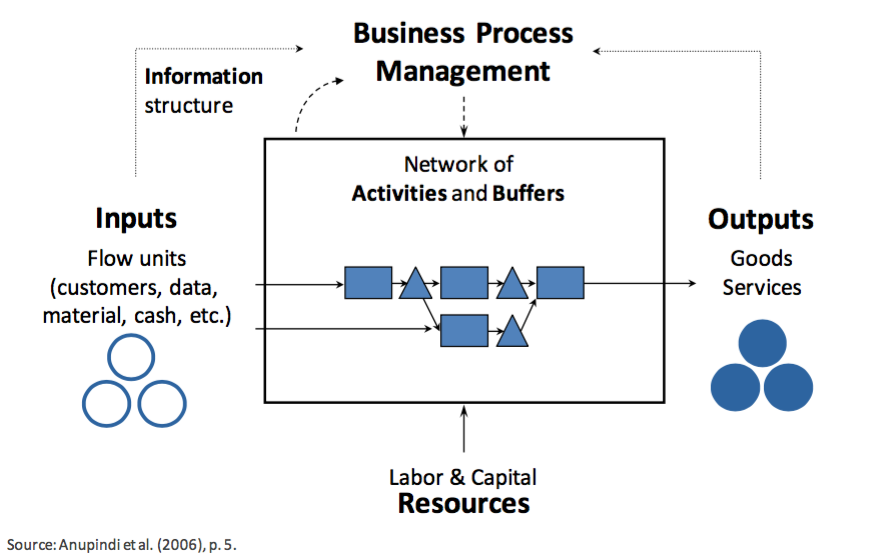 Business Process
Management
Information
structure
Network of
Activities and Buffers
Inputs
Flow units
(customers, data,
material, cash, etc.)
Outputs
Goods
Services
Labor & Capital
Resources
Source: Anupindi et al. (2006), p. 5.